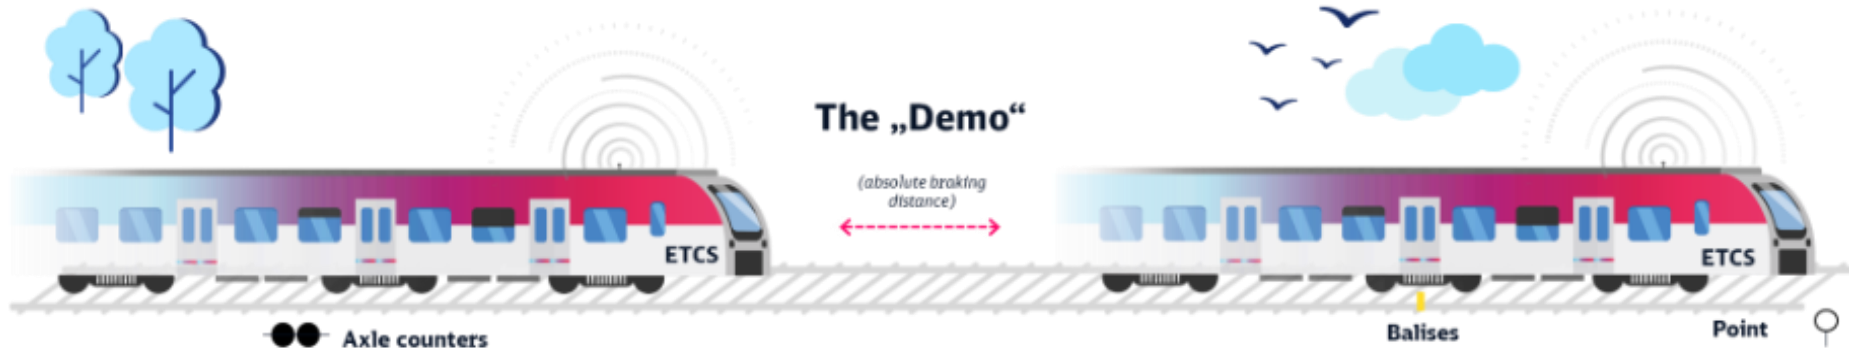 The „Demo“
(absolute braking
distance)
ETCS
ETCS
Axle counters
Balises
Point